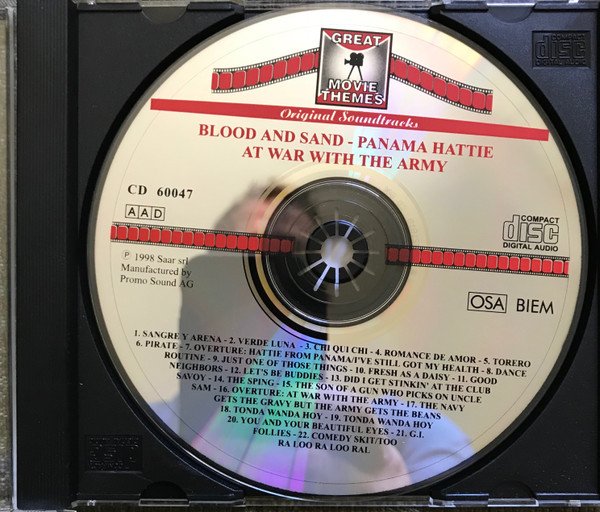 GREAT
MOVIE
THEMES
Original Soundtracks
BLOOD AND SAND - PANAMA HATTIE
AT WAR WITH THE ARMY
CD 60047
AAD
COMPACT
disc
DIGITAL AUDIO
℗ 1998 Saar srl
Manufactured by
Promo Sound AG
OSA BIEM
1. SANGRE Y ARENA - 2. VERDE LUNA - 3. CHI QUI CHI - 4. ROMANCE DE AMOR - 5. TORERO
6. PIRATE - 7. OVERTURE: HATTIE FROM PANAMA/I'VE STILL GOT MY HEALTH - 8. DANCE
ROUTINE - 9. JUST ONE OF THOSE THINGS - 10. FRESH AS A DAISY - 11. GOOD
NEIGHBORS - 12. LET'S BE BUDDIES - 13. DID I GET STINKIN' AT THE CLUB
SAVOY - 14. THE SPING - 15. THE SON OF A GUN WHO PICKS ON UNCLE
SAM - 16. OVERTURE: AT WAR WITH THE ARMY - 17. THE NAVY
GETS THE GRAVY BUT THE ARMY GETS THE BEANS
18. TONDA WANDA HOY - 19. TONDA WANDA HOY
20. YOU AND YOUR BEAUTIFUL EYES - 21. G.I.
FOLLIES - 22. COMEDY SKIT/TOO
RA LOO RA LOO RAL
COMPACT
disc
DIGITAL AUDIO